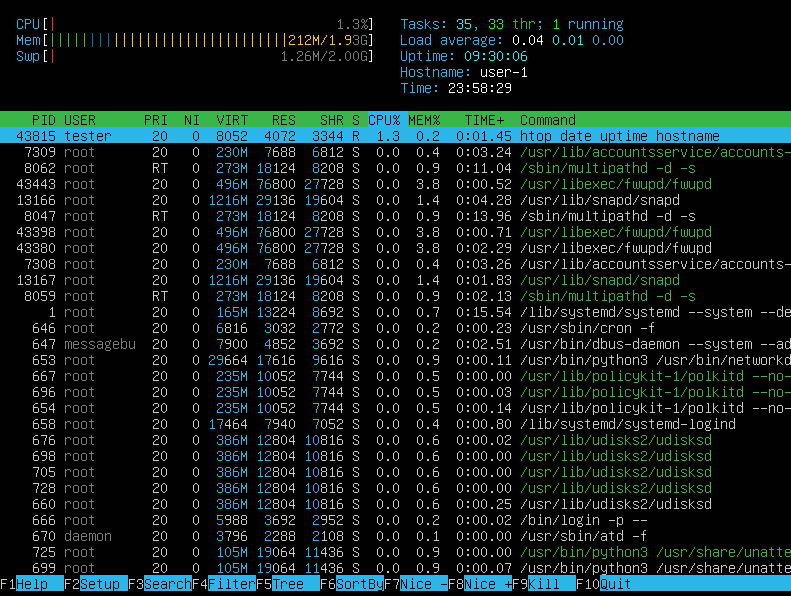 CPU[| 1.3%] Tasks: 35, 33 thr; 1 running
Mem[||||||||||||||||||||||||||||||212M/1.93G] Load average: 0.04 0.01 0.00
Swp[| 1.26M/2.00G] Uptime: 09:30:06
Hostname: user-1
Time: 23:58:29
PID USER PRI NI VIRT RES SHR S CPU% MEM% TIME+ Command
43815 tester 20 0 8052 4072 3344 R 1.3 0.2 0:01.45 htop date uptime hostname
7309 root 20 0 230M 7688 6812 S 0.0 0.4 0:03.24 /usr/lib/accountsservice/accounts-
8062 root RT 0 273M 18124 8208 S 0.0 0.9 0:11.04 /sbin/multipathd -d -s
43443 root 20 0 496M 76800 27728 S 0.0 3.8 0:00.52 /usr/libexec/fwupd/fwupd
13166 root 20 0 1216M 29136 19604 S 0.0 1.4 0:04.28 /usr/lib/snapd/snapd
8047 root RT 0 273M 18124 8208 S 0.0 0.9 0:13.96 /sbin/multipathd -d -s
43398 root 20 0 496M 76800 27728 S 0.0 3.8 0:00.71 /usr/libexec/fwupd/fwupd
43380 root 20 0 496M 76800 27728 S 0.0 3.8 0:02.29 /usr/libexec/fwupd/fwupd
7308 root 20 0 230M 7688 6812 S 0.0 0.4 0:03.26 /usr/lib/accountsservice/accounts-
13167 root 20 0 1216M 29136 19604 S 0.0 1.4 0:01.83 /usr/lib/snapd/snapd
8059 root RT 0 273M 18124 8208 S 0.0 0.9 0:02.13 /sbin/multipathd -d -s
1 root 20 0 165M 13224 8692 S 0.0 0.7 0:15.54 /lib/systemd/systemd --system --de
646 root 20 0 6816 3032 2772 S 0.0 0.2 0:00.23 /usr/sbin/cron -f
647 messagebu 20 0 7900 4852 3692 S 0.0 0.2 0:02.51 /usr/bin/dbus-daemon --system --ad
653 root 20 0 29664 17616 9616 S 0.0 0.9 0:00.11 /usr/bin/python3 /usr/bin/networkd
667 root 20 0 235M 10052 7744 S 0.0 0.5 0:00.00 /usr/lib/policykit-1/polkitd --no-
696 root 20 0 235M 10052 7744 S 0.0 0.5 0:00.03 /usr/lib/policykit-1/polkitd --no-
654 root 20 0 235M 10052 7744 S 0.0 0.5 0:00.14 /usr/lib/policykit-1/polkitd --no-
658 root 20 0 17464 7940 7052 S 0.0 0.4 0:00.80 /lib/systemd/systemd-logind
676 root 20 0 386M 12804 10816 S 0.0 0.6 0:00.02 /usr/lib/udisks2/udisksd
698 root 20 0 386M 12804 10816 S 0.0 0.6 0:00.00 /usr/lib/udisks2/udisksd
705 root 20 0 386M 12804 10816 S 0.0 0.6 0:00.00 /usr/lib/udisks2/udisksd
728 root 20 0 386M 12804 10816 S 0.0 0.6 0:00.00 /usr/lib/udisks2/udisksd
660 root 20 0 386M 12804 10816 S 0.0 0.6 0:00.25 /usr/lib/udisks2/udisksd
666 root 20 0 5988 3692 2952 S 0.0 0.2 0:00.02 /bin/login -p --
670 daemon 20 0 3796 2288 2108 S 0.0 0.1 0:00.00 /usr/sbin/atd -f
725 root 20 0 105M 19064 11436 S 0.0 0.9 0:00.00 /usr/bin/python3 /usr/share/unatte
699 root 20 0 105M 19064 11436 S 0.0 0.9 0:00.07 /usr/bin/python3 /usr/share/unatte
F1Help F2Setup F3SearchF4FilterF5Tree F6SortByF7Nice -F8Nice +F9Kill F10Quit